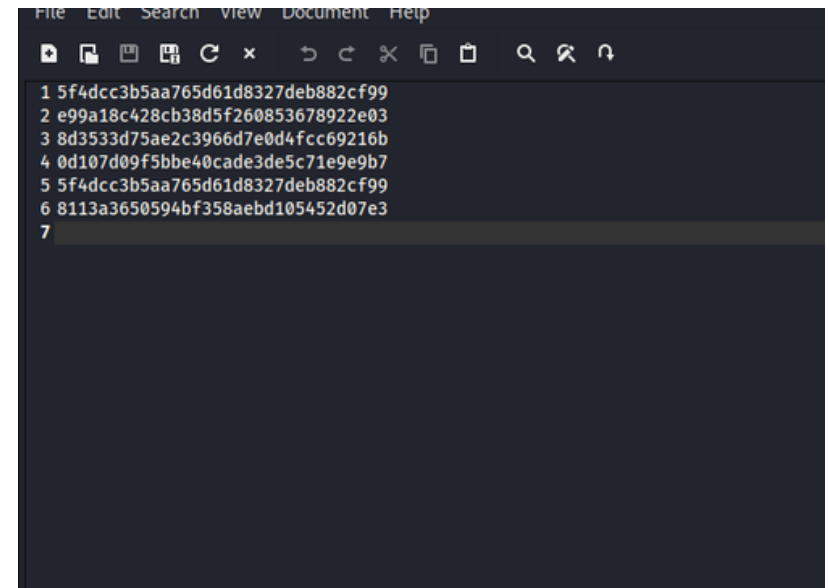 File Edit Search View Document Help
1 5f4dcc3b5aa765d61d8327deb882cf99
2 e99a18c428cb38d5f260853678922e03
3 8d3533d75ae2c3966d7e0d4fcc69216b
4 0d107d09f5bbe40cade3de5c71e9e9b7
5 5f4dcc3b5aa765d61d8327deb882cf99
6 8113a3650594bf358aebd105452d07e3
7